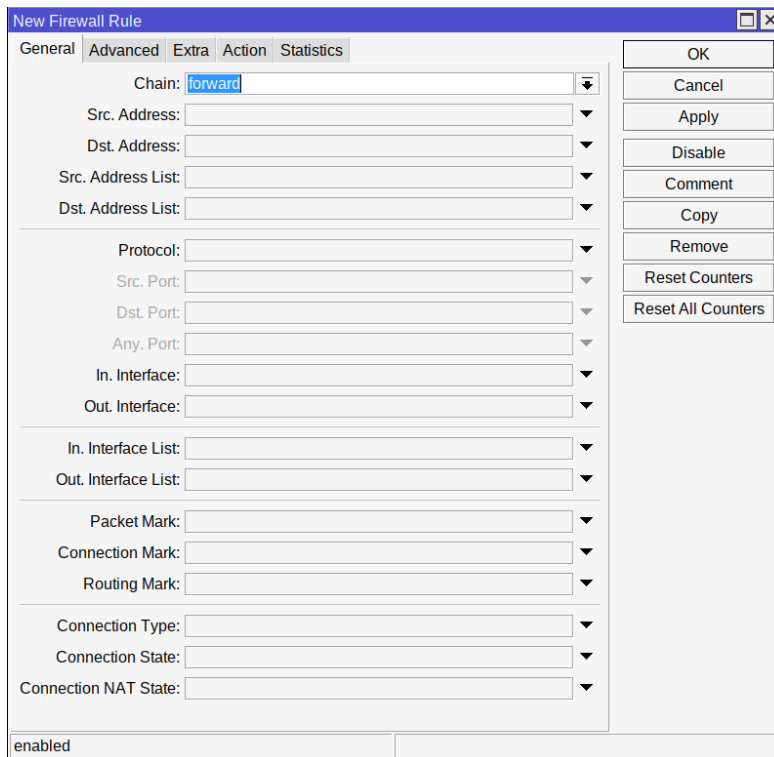 New Firewall Rule
General Advanced Extra Action Statistics
Chain: forward
Src. Address:
Dst. Address:
Src. Address List:
Dst. Address List:
Protocol:
Src. Port:
Dst. Port:
Any. Port:
In. Interface:
Out. Interface:
In. Interface List:
Out. Interface List:
Packet Mark:
Connection Mark:
Routing Mark:
Connection Type:
Connection State:
Connection NAT State:
OK
Cancel
Apply
Disable
Comment
Copy
Remove
Reset Counters
Reset All Counters
enabled